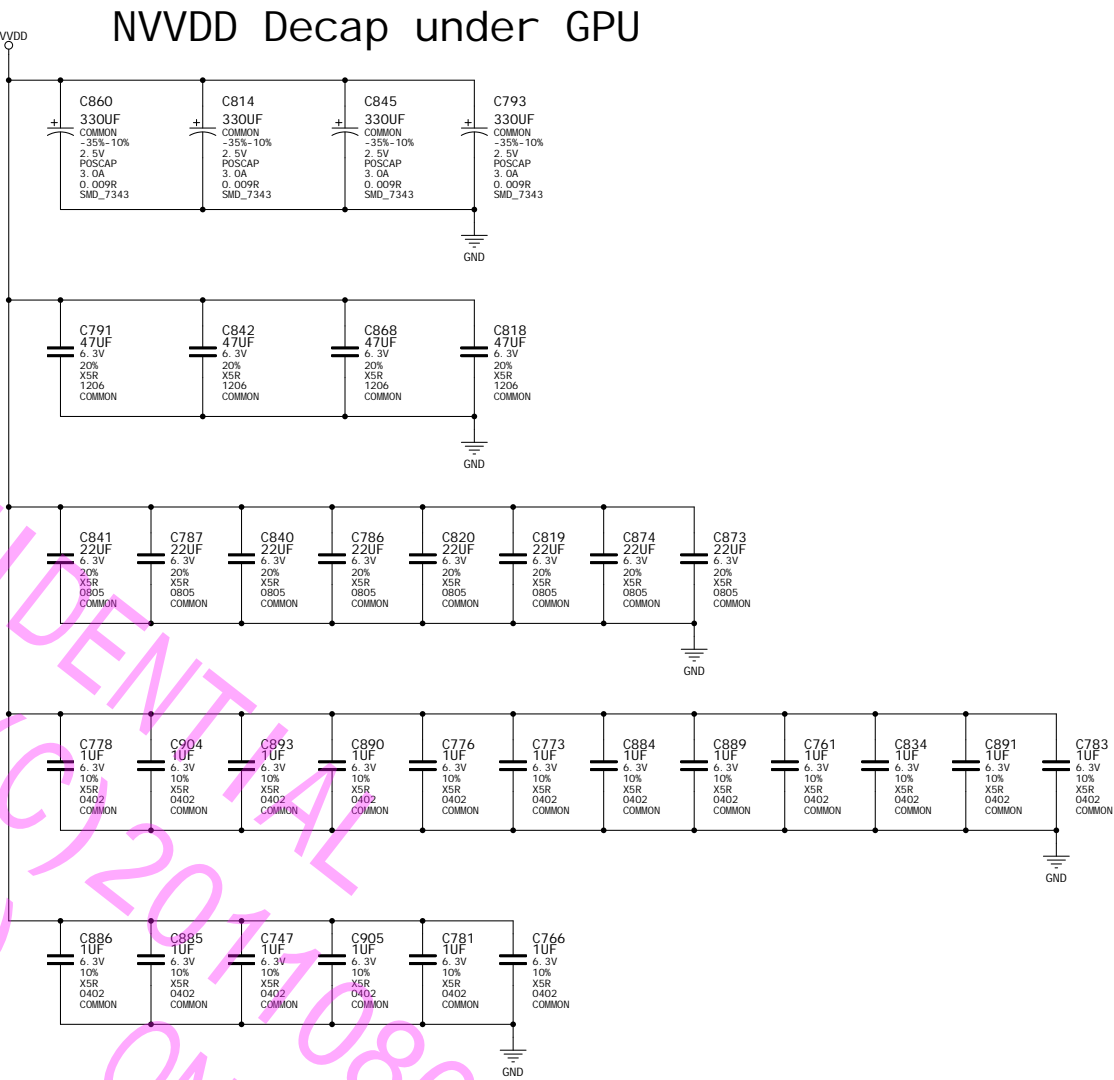 NVVDD Decap under GPU
VVDD
C860 C814 C845 C793
330UF 330UF 330UF 330UF
COMMON COMMON COMMON COMMON
-35%-10% -35%-10% -35%-10% -35%-10%
2.5V 2.5V 2.5V 2.5V
POSCAP POSCAP POSCAP POSCAP
3.0A 3.0A 3.0A 3.0A
0.009R 0.009R 0.009R 0.009R
SMD_7343 SMD_7343 SMD_7343 SMD_7343
GND
C791 C842 C868 C818
47UF 47UF 47UF 47UF
6.3V 6.3V 6.3V 6.3V
20% 20% 20% 20%
X5R X5R X5R X5R
1206 1206 1206 1206
COMMON COMMON COMMON COMMON
GND
C841 C787 C840 C786 C820 C819 C874 C873
22UF 22UF 22UF 22UF 22UF 22UF 22UF 22UF
6.3V 6.3V 6.3V 6.3V 6.3V 6.3V 6.3V 6.3V
20% 20% 20% 20% 20% 20% 20% 20%
X5R X5R X5R X5R X5R X5R X5R X5R
0805 0805 0805 0805 0805 0805 0805 0805
COMMON COMMON COMMON COMMON COMMON COMMON COMMON COMMON
GND
C778 C904 C893 C890 C776 C773 C884 C889 C761 C834 C891 C783
1UF 1UF 1UF 1UF 1UF 1UF 1UF 1UF 1UF 1UF 1UF 1UF
6.3V 6.3V 6.3V 6.3V 6.3V 6.3V 6.3V 6.3V 6.3V 6.3V 6.3V 6.3V
10% 10% 10% 10% 10% 10% 10% 10% 10% 10% 10% 10%
X5R X5R X5R X5R X5R X5R X5R X5R X5R X5R X5R X5R
0402 0402 0402 0402 0402 0402 0402 0402 0402 0402 0402 0402
COMMON COMMON COMMON COMMON COMMON COMMON COMMON COMMON COMMON COMMON COMMON COMMON
GND
C886 C885 C747 C905 C781 C766
1UF 1UF 1UF 1UF 1UF 1UF
6.3V 6.3V 6.3V 6.3V 6.3V 6.3V
10% 10% 10% 10% 10% 10%
X5R X5R X5R X5R X5R X5R
0402 0402 0402 0402 0402 0402
COMMON COMMON COMMON COMMON COMMON COMMON
GND
IDENTIAL
(C)201108